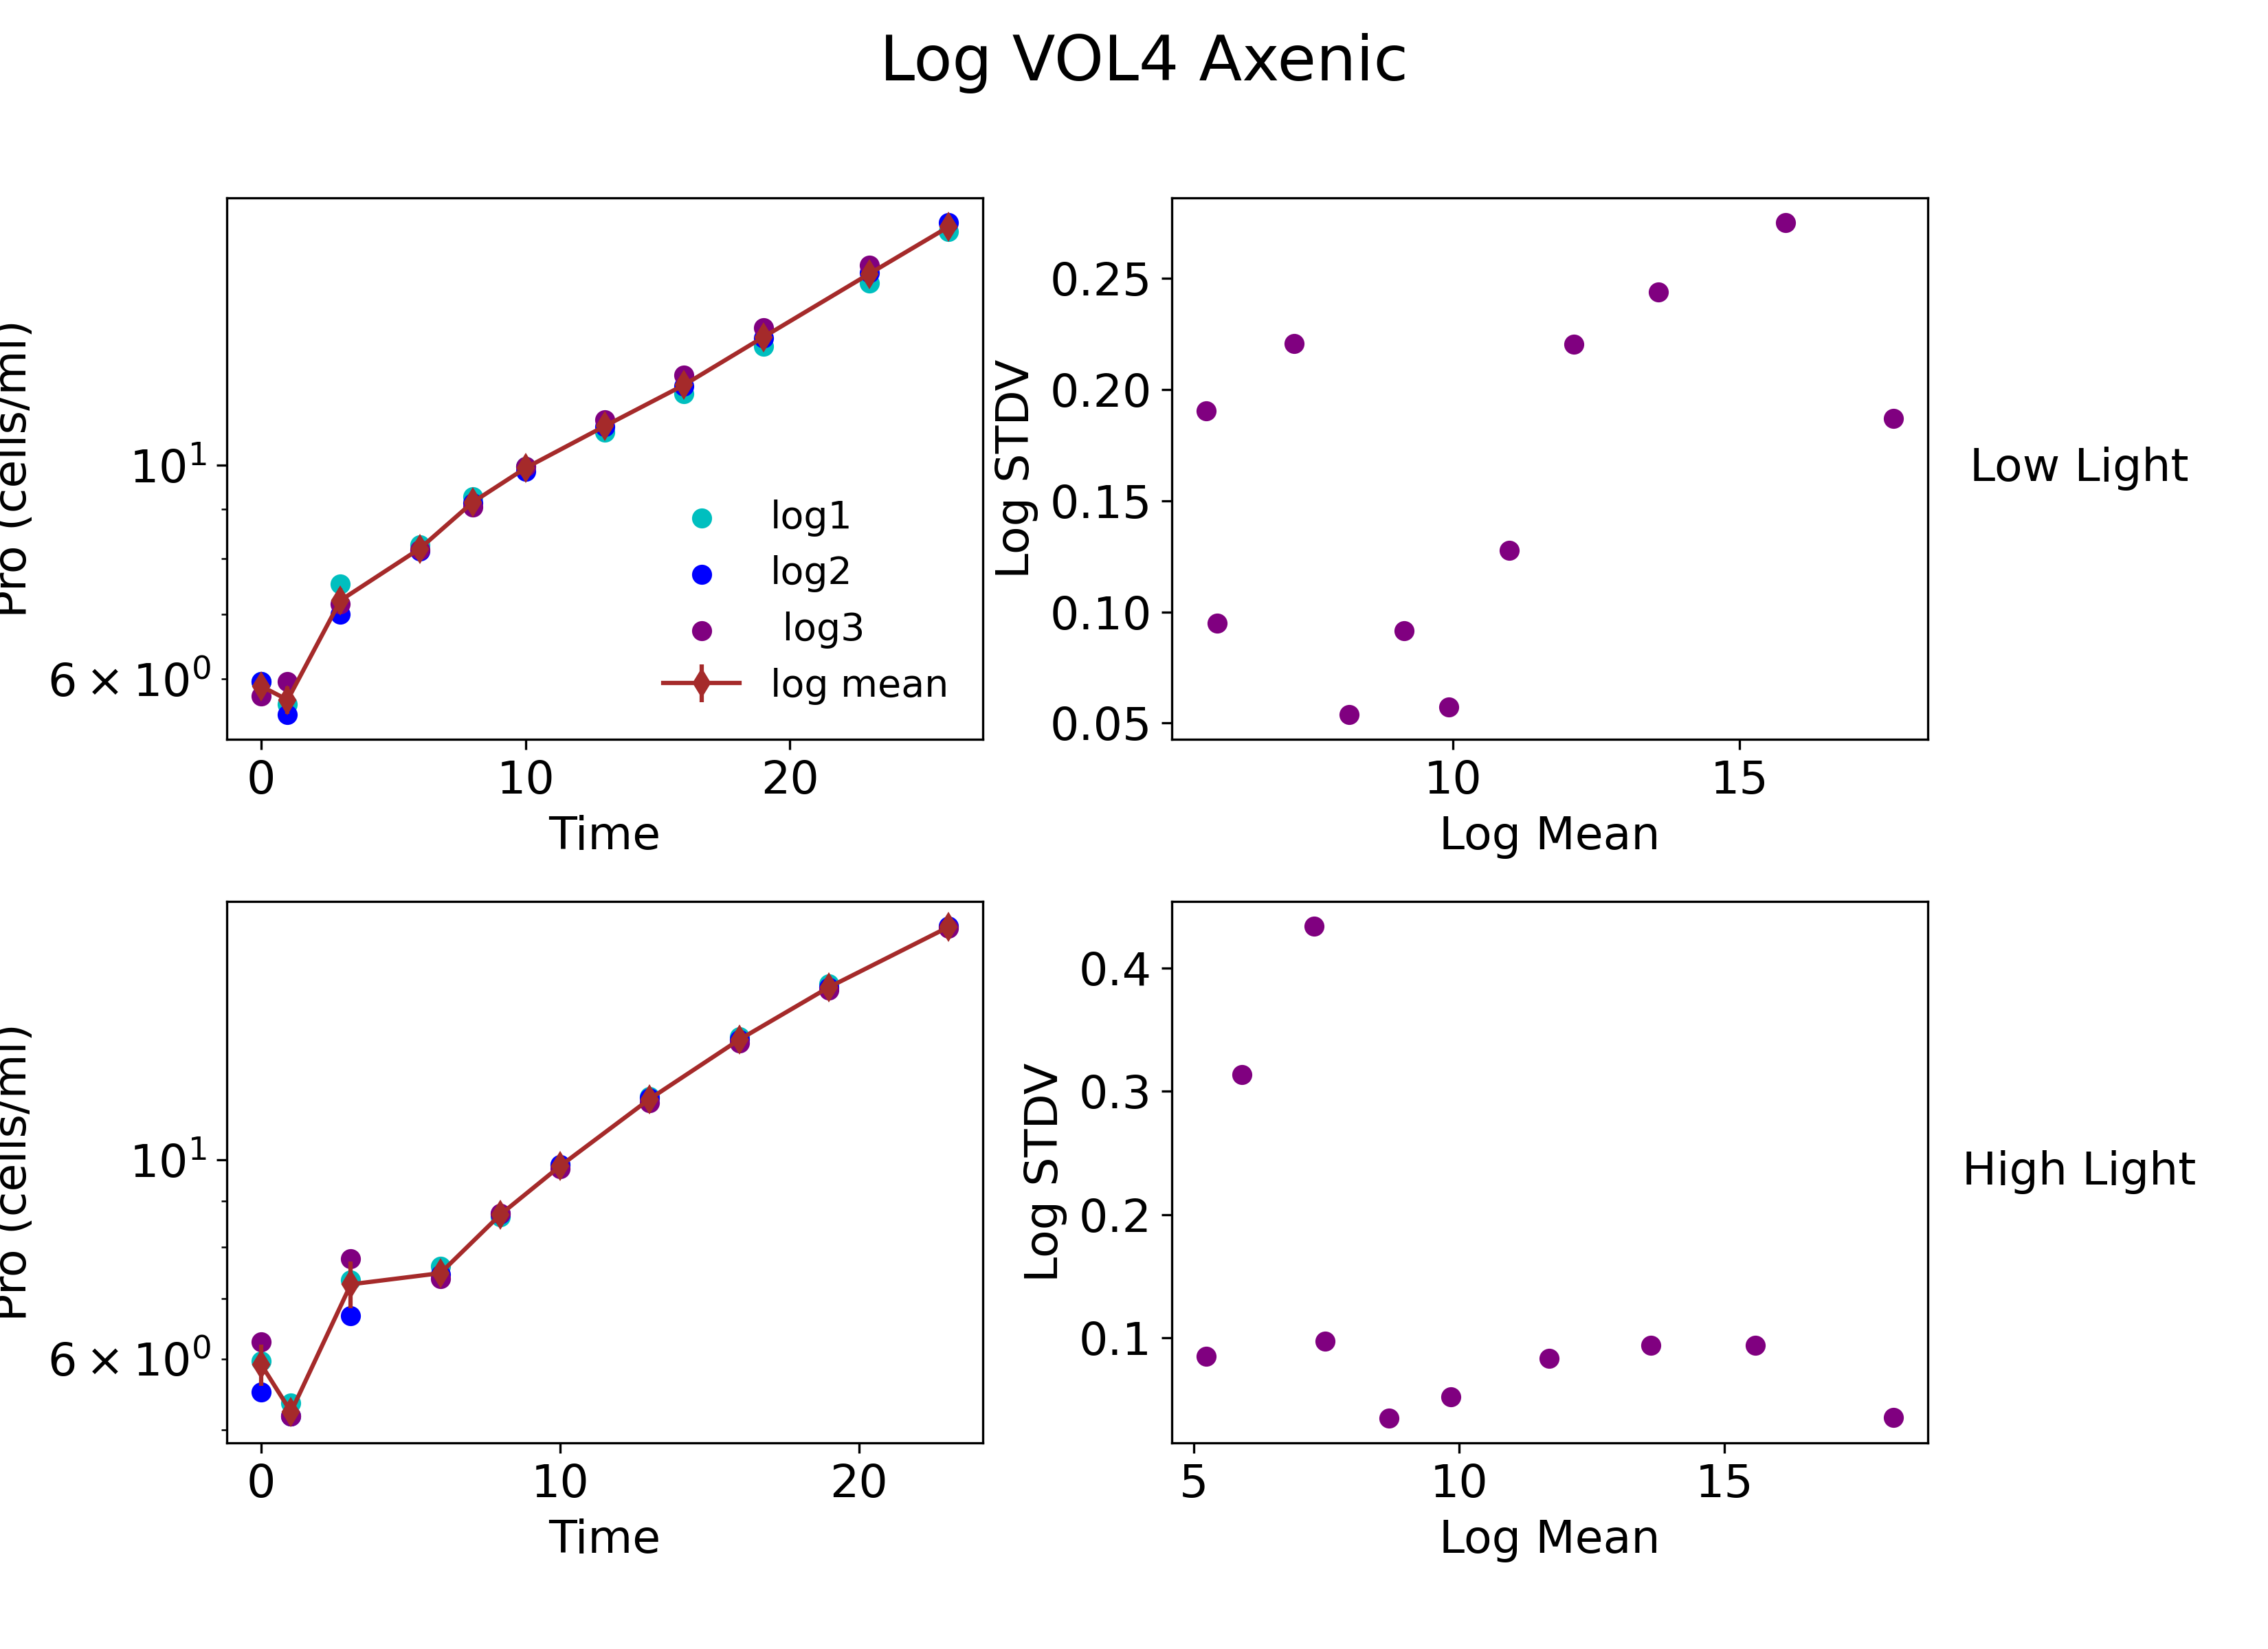 Log VOL4 Axenic
Pro (cells/ml)
10¹
6 × 10⁰
0 10 20
Time
log1
log2
log3
log mean
Log STDV
0.25
0.20
0.15
0.10
0.05
10 15
Log Mean
Low Light
Pro (cells/ml)
10¹
6 × 10⁰
0 10 20
Time
Log STDV
0.4
0.3
0.2
0.1
5 10 15
Log Mean
High Light